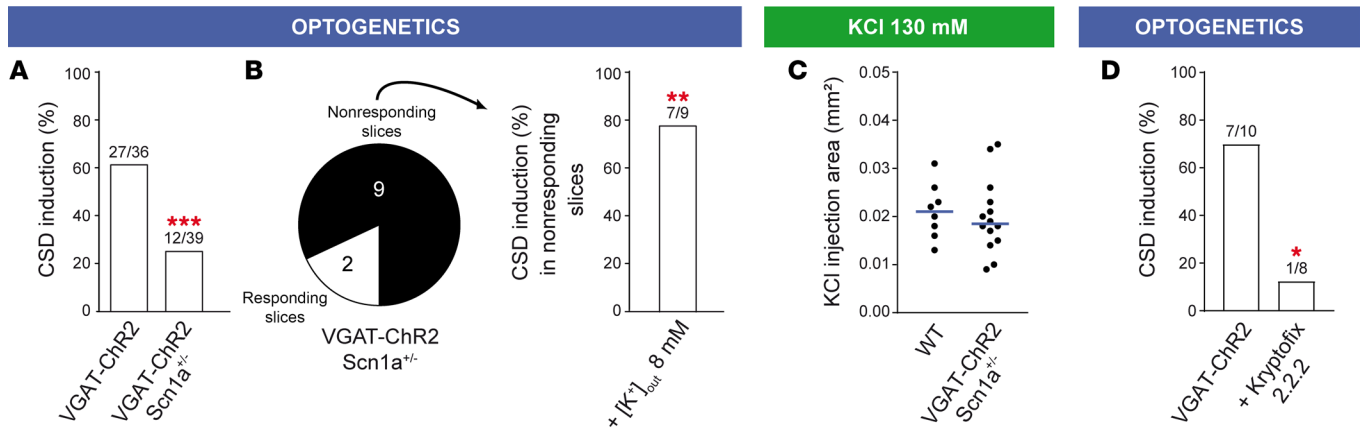 OPTOGENETICS
KCl 130 mM
OPTOGENETICS
A
CSD induction (%)
100
80
60
40
20
0
27/36
***
12/39
VGAT-ChR2
VGAT-ChR2
Scn1a+/-
B
Nonresponding
slices
9
2
Responding
slices
VGAT-ChR2
Scn1a+/-
CSD induction (%)
in nonresponding
slices
100
80
60
40
20
0
**
7/9
+ [K+]out 8 mM
C
KCl injection area (mm²)
0.05
0.04
0.03
0.02
0.01
0.00
WT
VGAT-ChR2
Scn1a+/-
D
CSD induction (%)
100
80
60
40
20
0
7/10
*
1/8
VGAT-ChR2
+ Kryptofix
2.2.2